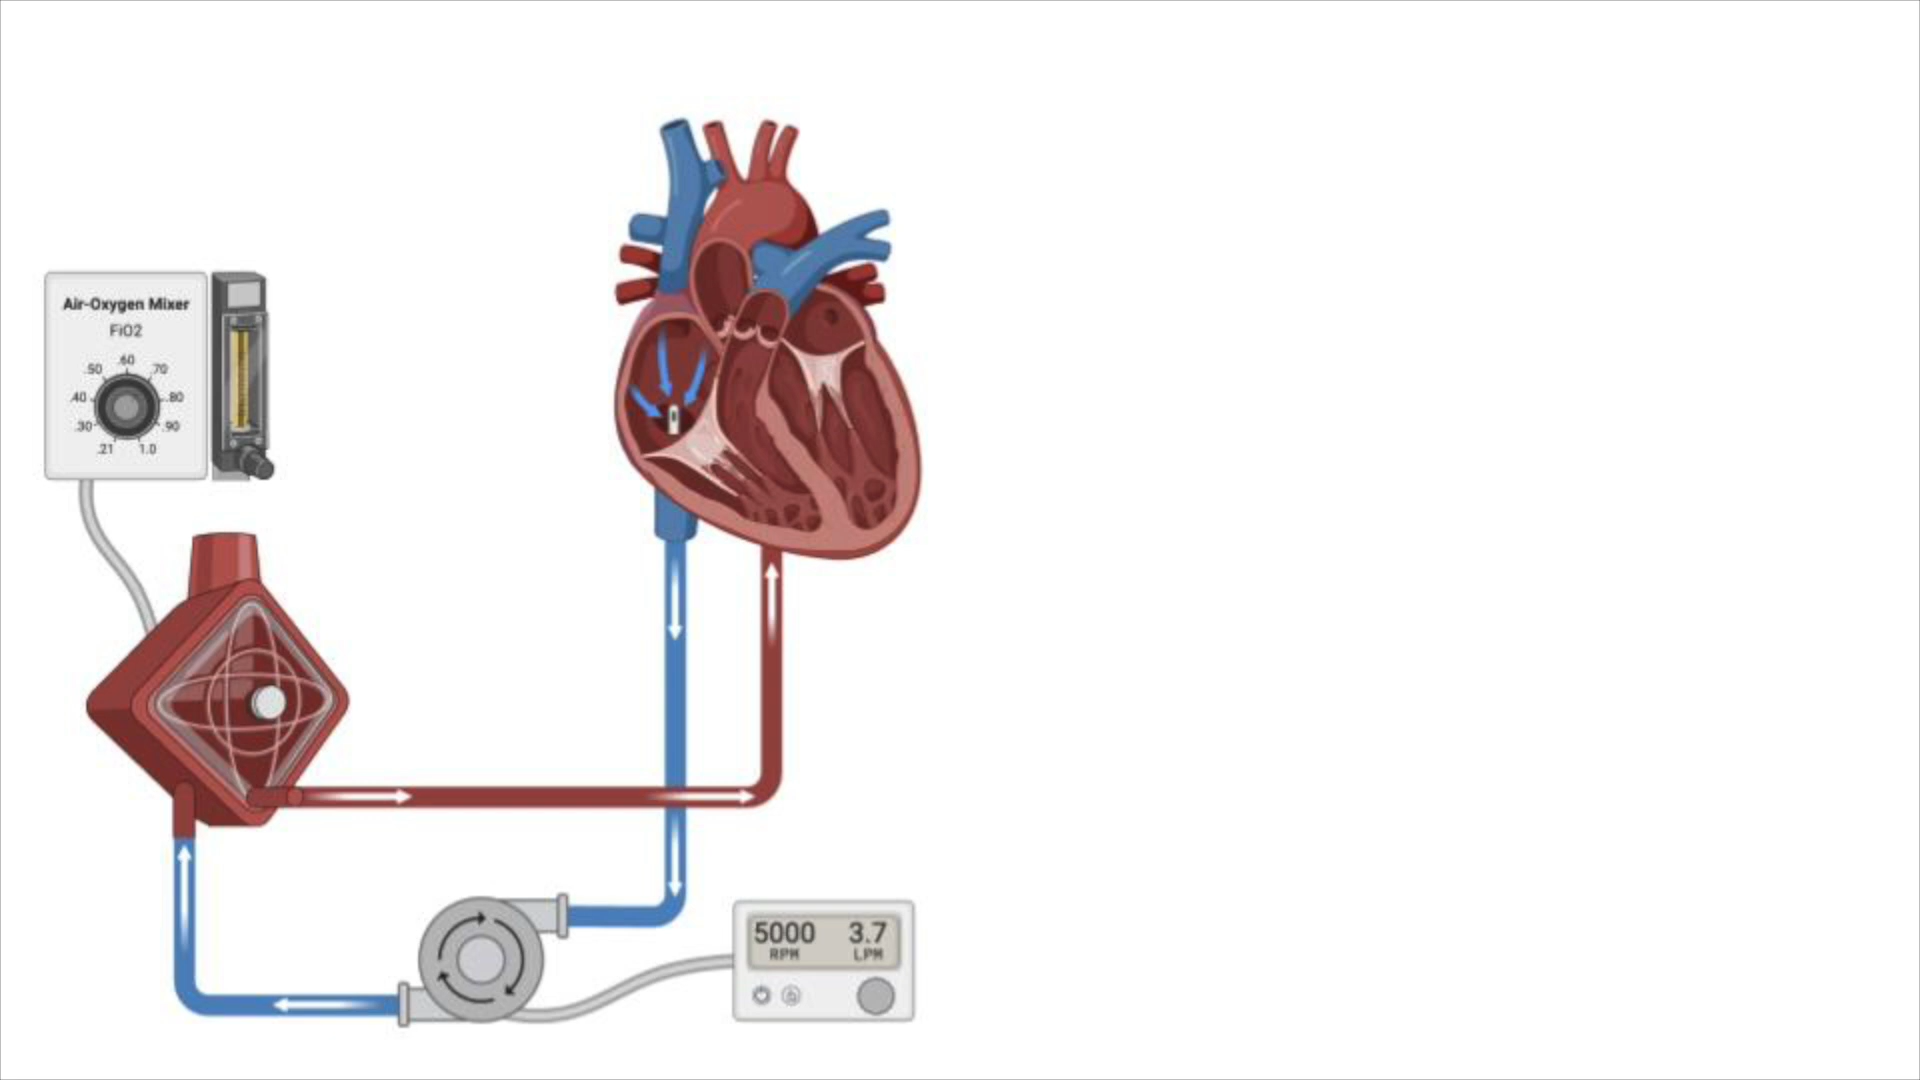 Air-Oxygen Mixer
FiO2
.60
.50 .70
.40 .80
.30 .90
.21 1.0
5000 3.7
RPM LPM